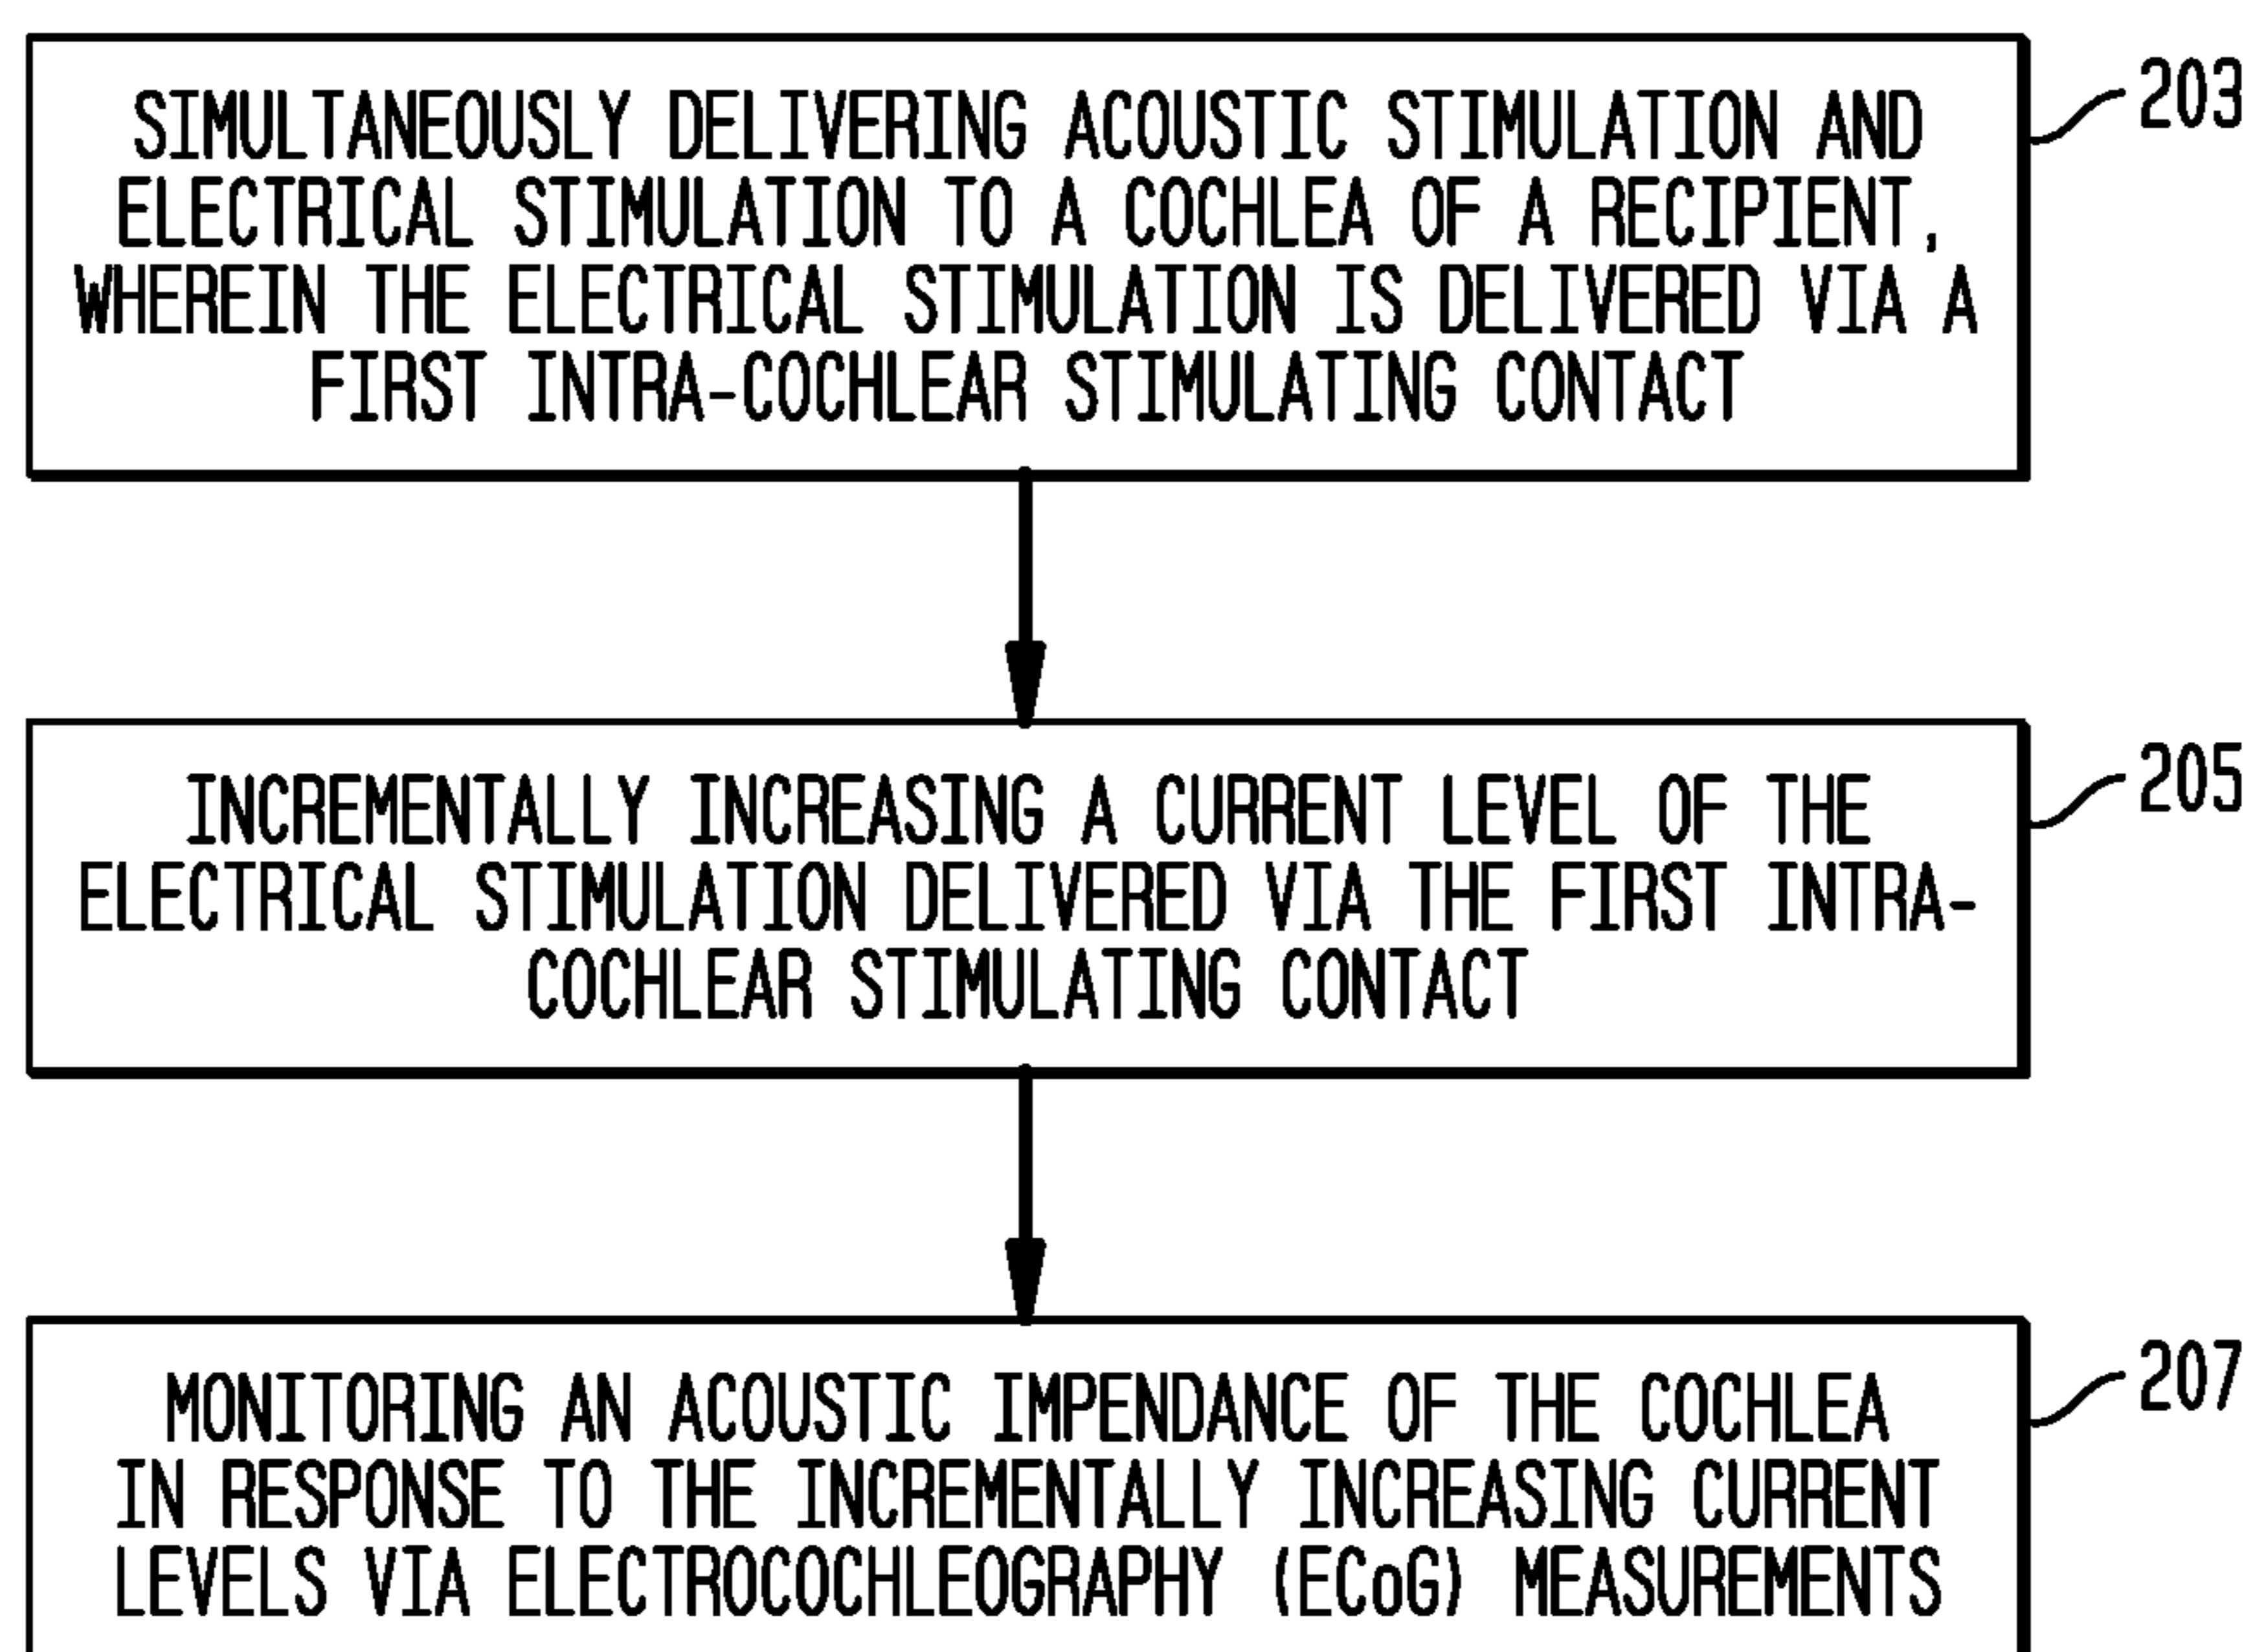 SIMULTANEOUSLY DELIVERING ACOUSTIC STIMULATION AND
ELECTRICAL STIMULATION TO A COCHLEA OF A RECIPIENT,
WHEREIN THE ELECTRICAL STIMULATION IS DELIVERED VIA A
FIRST INTRA-COCHLEAR STIMULATING CONTACT
203
INCREMENTALLY INCREASING A CURRENT LEVEL OF THE
ELECTRICAL STIMULATION DELIVERED VIA THE FIRST INTRA-
COCHLEAR STIMULATING CONTACT
205
MONITORING AN ACOUSTIC IMPENDANCE OF THE COCHLEA
IN RESPONSE TO THE INCREMENTALLY INCREASING CURRENT
LEVELS VIA ELECTROCOCHLEOGRAPHY (ECoG) MEASUREMENTS
207